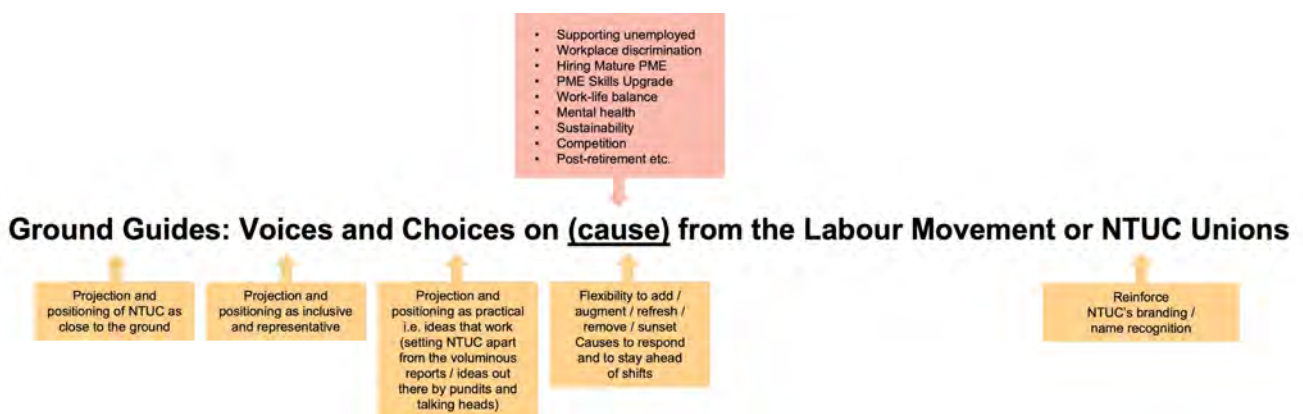 • Supporting unemployed
• Workplace discrimination
• Hiring Mature PME
• PME Skills Upgrade
• Work-life balance
• Mental health
• Sustainability
• Competition
• Post-retirement etc.
Ground Guides: Voices and Choices on (cause) from the Labour Movement or NTUC Unions
Projection and
positioning of NTUC as
close to the ground
Projection and
positioning as inclusive
and representative
Projection and
positioning as practical
i.e. ideas that work
(setting NTUC apart
from the voluminous
reports / ideas out
there by pundits and
talking heads)
Flexibility to add /
augment / refresh /
remove / sunset
Causes to respond
and to stay ahead
of shifts
Reinforce
NTUC's branding /
name recognition